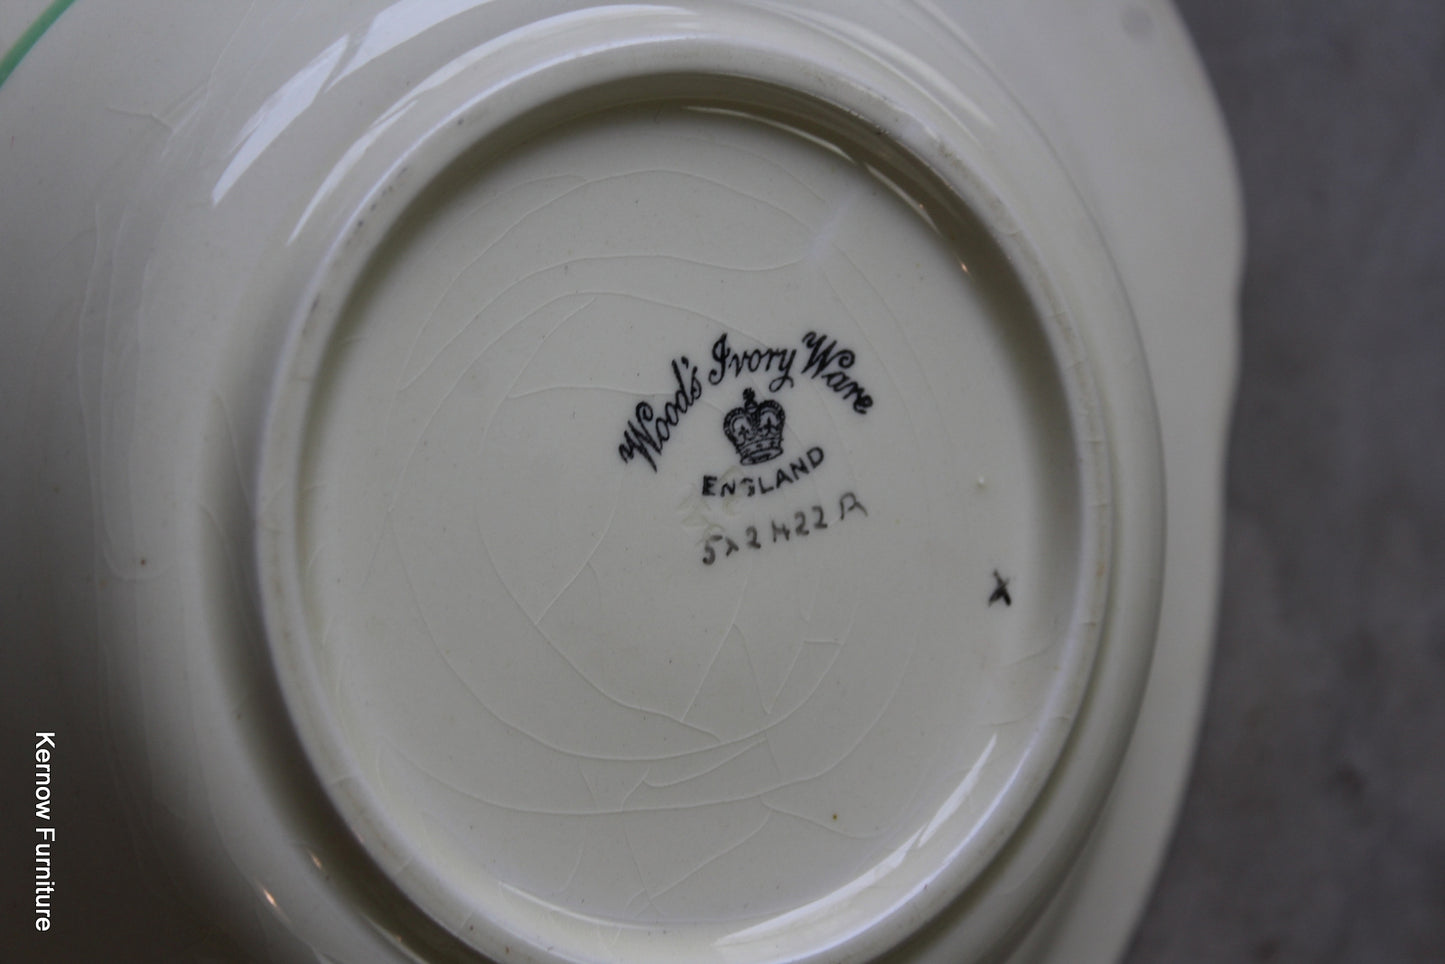 Wood's Ivory Ware
ENGLAND
Kernow Furniture